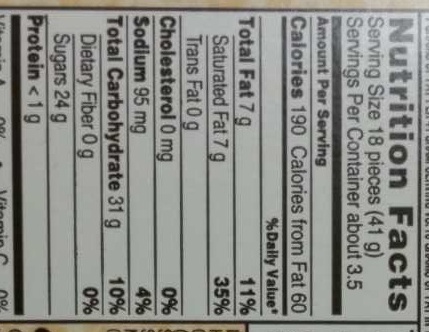 Nutrition Facts
Serving Size 18 pieces (41 g)
Servings Per Container about 3.5
Amount Per Serving
Calories 190 Calories from Fat 60
%Daily Value*
Total Fat 7 g 11%
Saturated Fat 7 g 35%
Trans Fat 0 g
Cholesterol 0 mg 0%
Sodium 95 mg 4%
Total Carbohydrate 31 g 10%
Dietary Fiber 0 g 0%
Sugars 24 g
Protein < 1 g
Vitamin A 0% • Vitamin C 0%